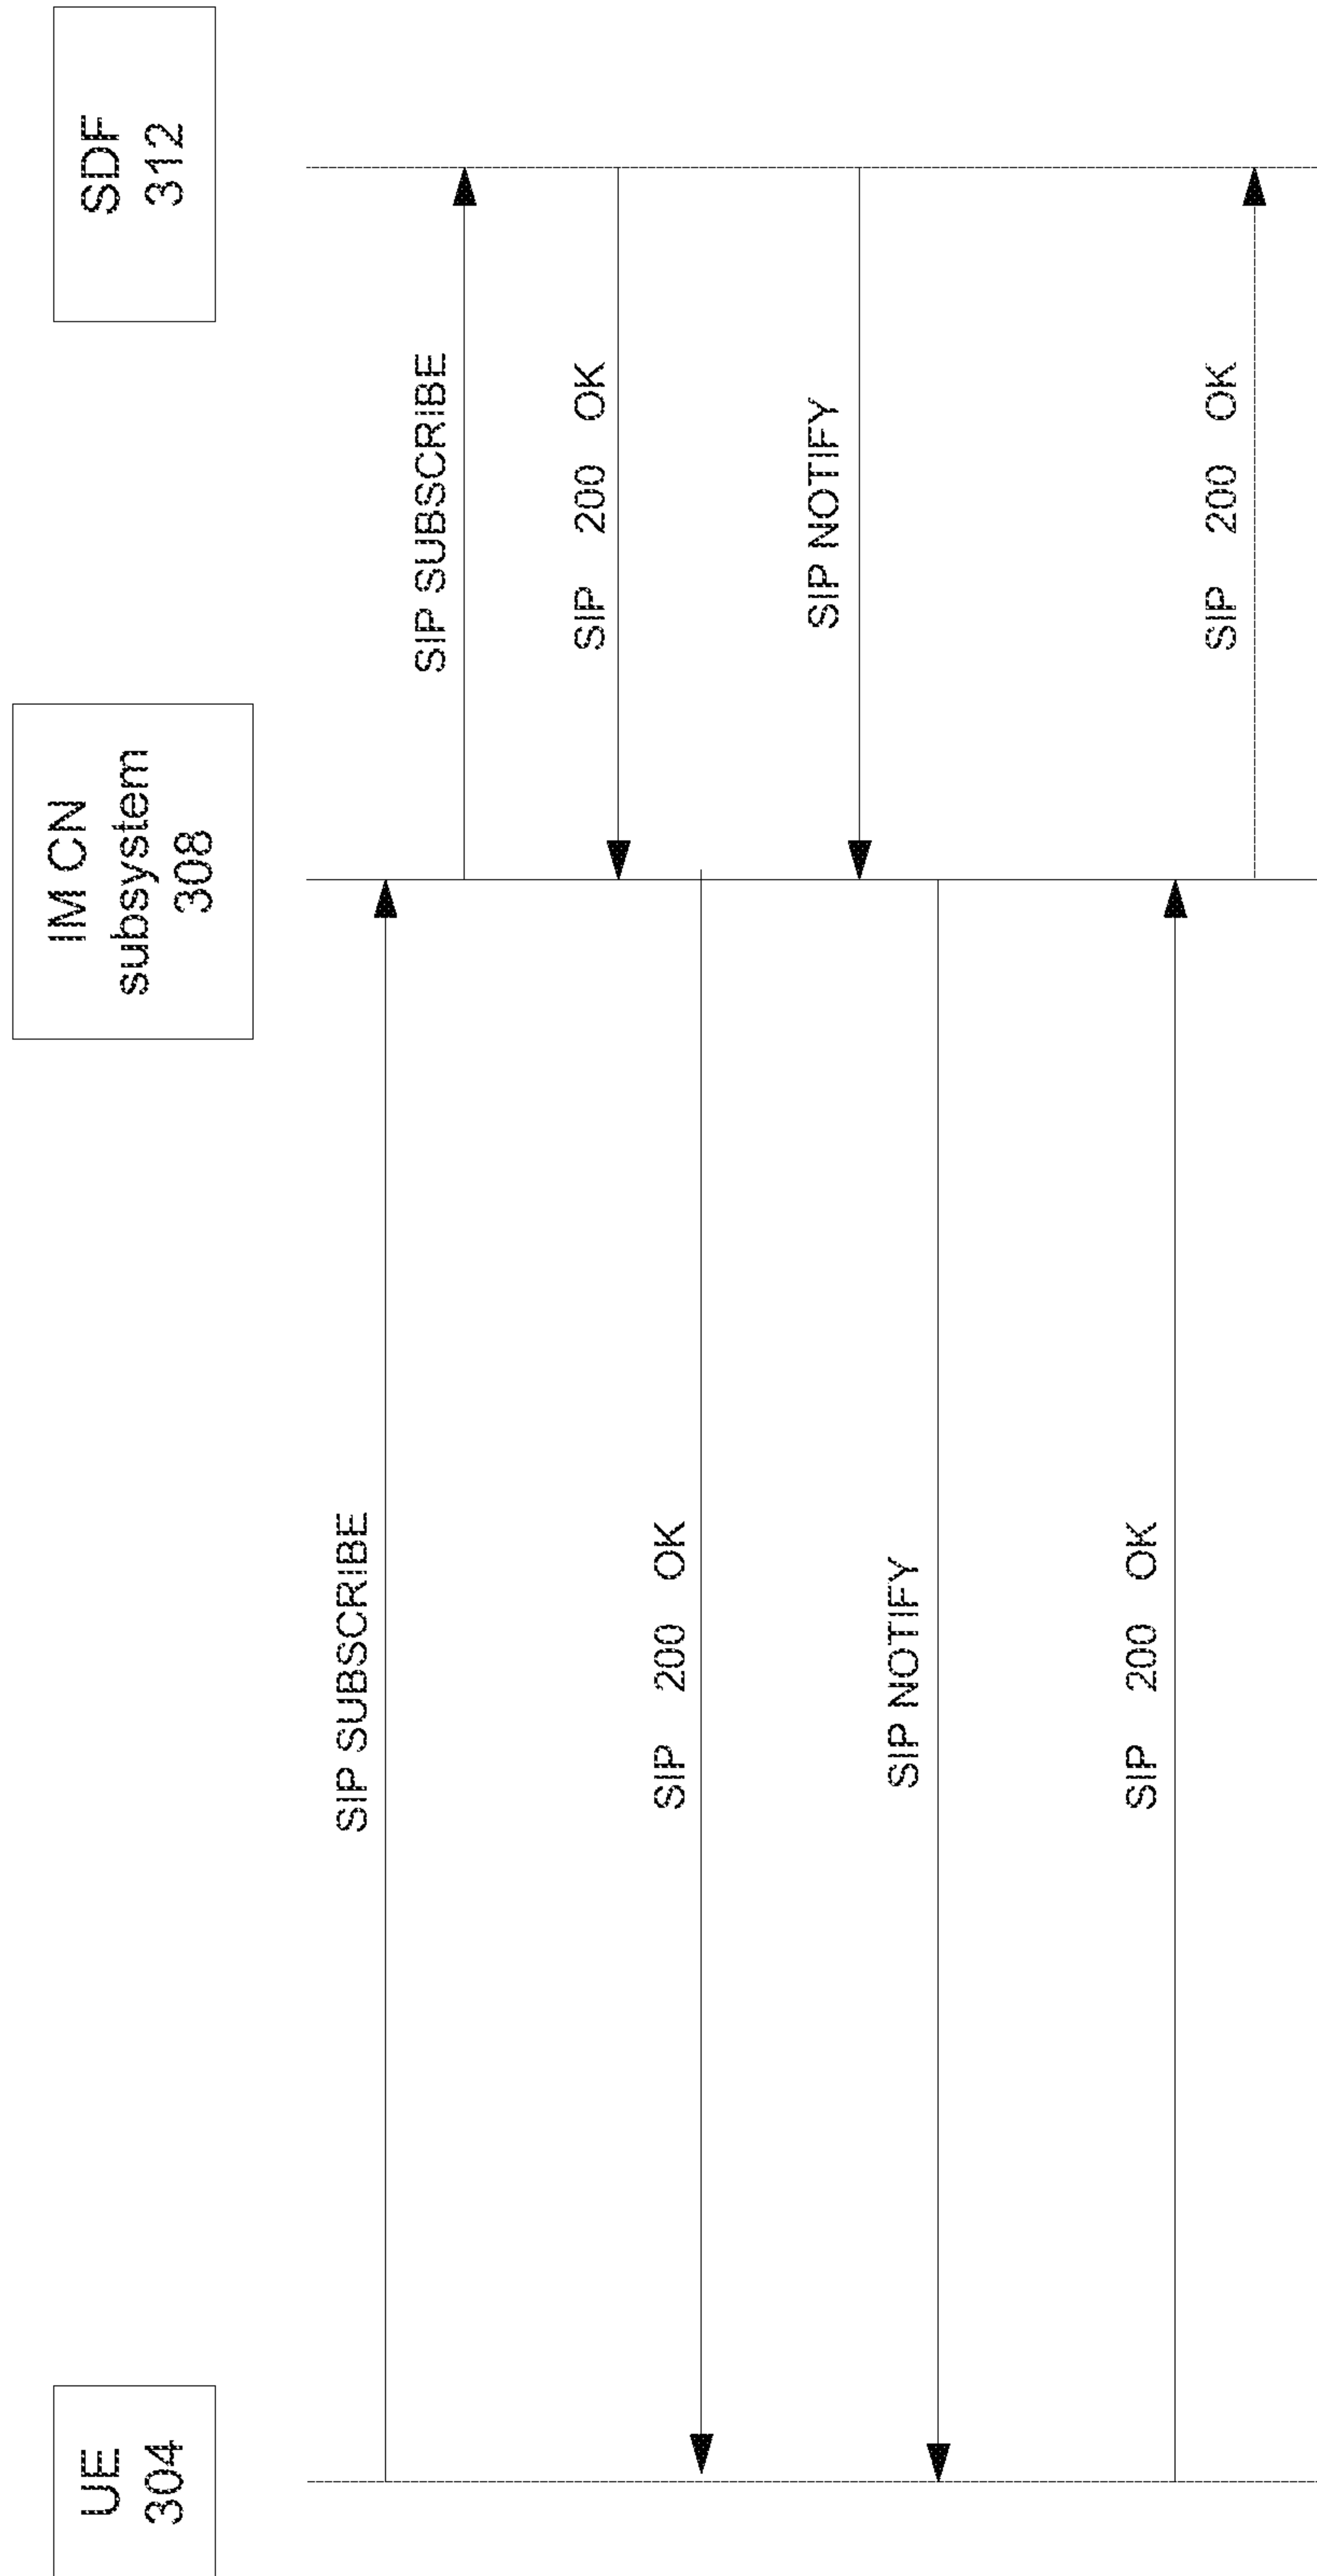 UE
304
IM CN
subsystem
308
SDF
312
SIP SUBSCRIBE
SIP SUBSCRIBE
SIP 200 OK
SIP 200 OK
SIP NOTIFY
SIP NOTIFY
SIP 200 OK
SIP 200 OK